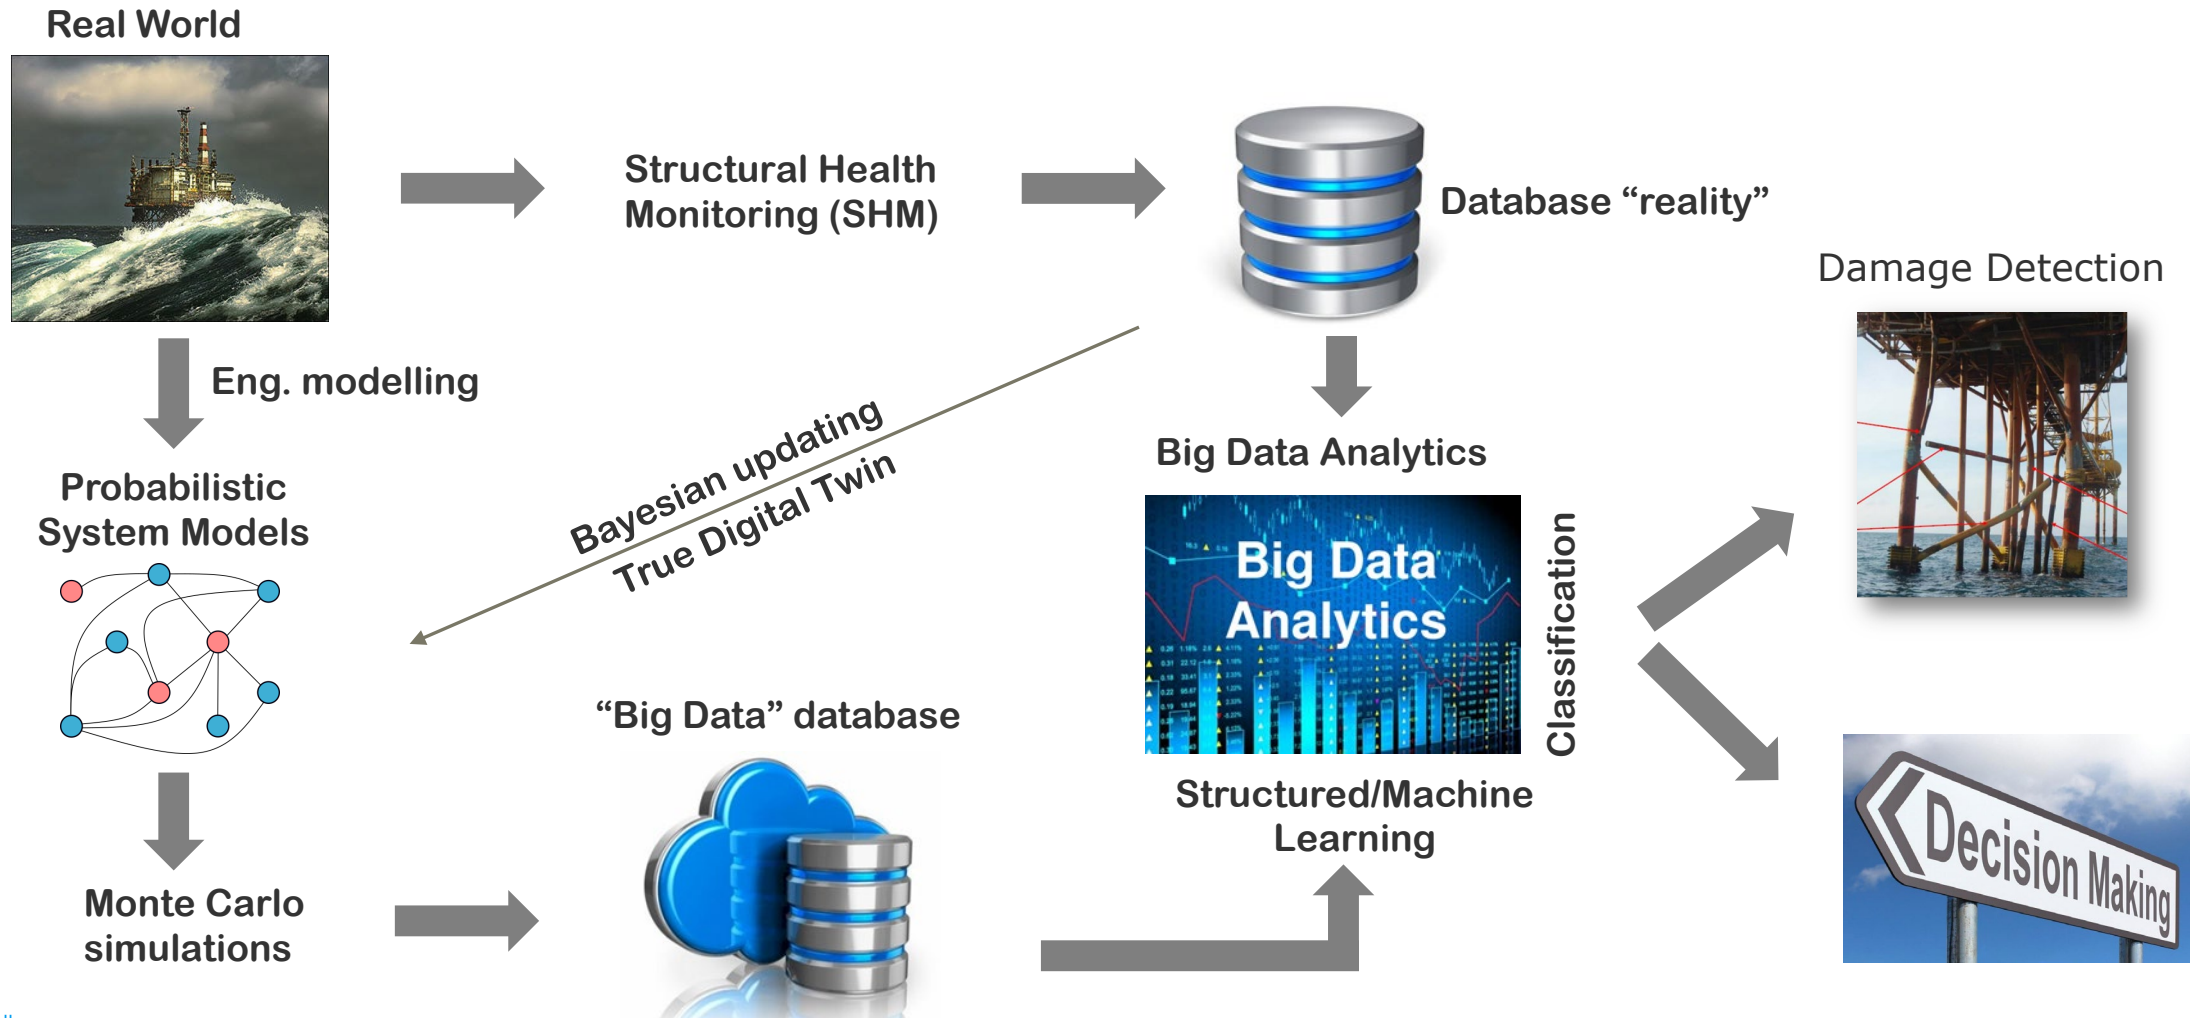 Real World
Structural Health
Monitoring (SHM)
Database “reality”
Damage Detection
Eng. modelling
Bayesian updating
True Digital Twin
Big Data Analytics
Probabilistic
System Models
Big Data
Analytics
Classification
“Big Data” database
Structured/Machine
Learning
Decision Making
Monte Carlo
simulations